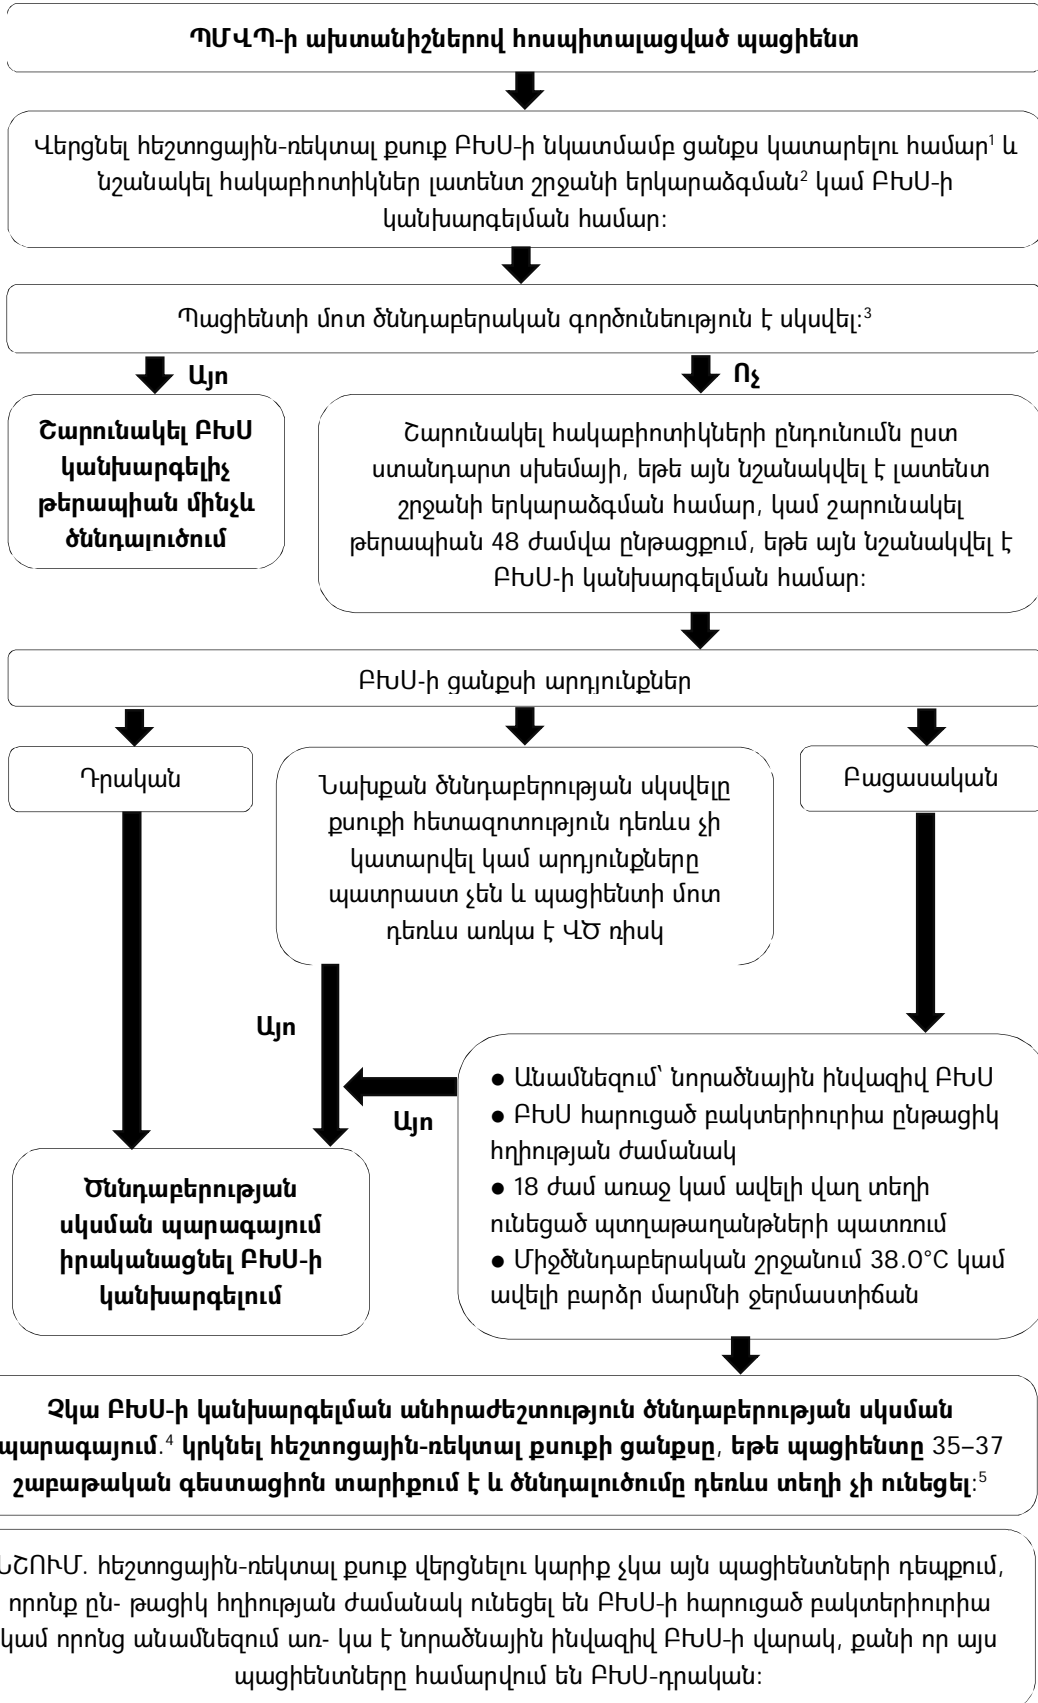 ՊՄՎՊ-ի ախտանիշներով հոսպիտալացված պացիենտ
Վերցնել հեշտոցային-ռեկտալ քսուք ԲԽՍ-ի նկատմամբ ցանքս կատարելու համար¹ և
նշանակել հակաբիոտիկներ լատենտ շրջանի երկարաձգման² կամ ԲԽՍ-ի
կանխարգելման համար:
Պացիենտի մոտ ծննդաբերական գործունեություն է սկսվել:³
Այո
Ոչ
Շարունակել ԲԽՍ
կանխարգելիչ
թերապիան մինչև
ծննդալուծում
Շարունակել հակաբիոտիկների ընդունումն ըստ
ստանդարտ սխեմայի, եթե այն նշանակվել է լատենտ
շրջանի երկարաձգման համար, կամ շարունակել
թերապիան 48 ժամվա ընթացքում, եթե այն նշանակվել է
ԲԽՍ-ի կանխարգելման համար:
ԲԽՍ-ի ցանքսի արդյունքներ
Դրական
Նախքան ծննդաբերության սկսվելը
քսուքի հետազոտություն դեռևս չի
կատարվել կամ արդյունքները
պատրաստ չեն և պացիենտի մոտ
դեռևս առկա է ՎԾ ռիսկ
Բացասական
Այո
Այո
● Անամնեզում՝ նորածնային ինվազիվ ԲԽՍ
● ԲԽՍ հարուցած բակտերիուրիա ընթացիկ
հղիության ժամանակ
● 18 ժամ առաջ կամ ավելի վաղ տեղի
ունեցած պտղաթաղանթների պատռում
● Միջծննդաբերական շրջանում 38.0°C կամ
ավելի բարձր մարմնի ջերմաստիճան
Ծննդաբերության
սկսման պարագայում
իրականացնել ԲԽՍ-ի
կանխարգելում
Չկա ԲԽՍ-ի կանխարգելման անհրաժեշտություն ծննդաբերության սկսման
պարագայում.⁴ կրկնել հեշտոցային-ռեկտալ քսուքի ցանքսը, եթե պացիենտը 35–37
շաբաթական գեստացիոն տարիքում է և ծննդալուծումը դեռևս տեղի չի ունեցել:⁵
ՆՇՈՒՄ. հեշտոցային-ռեկտալ քսուք վերցնելու կարիք չկա այն պացիենտների դեպքում,
որոնք ըն- թացիկ հղիության ժամանակ ունեցել են ԲԽՍ-ի հարուցած բակտերիուրիա
կամ որոնց անամնեզում առ- կա է նորածնային ինվազիվ ԲԽՍ-ի վարակ, քանի որ այս
պացիենտները համարվում են ԲԽՍ-դրական: